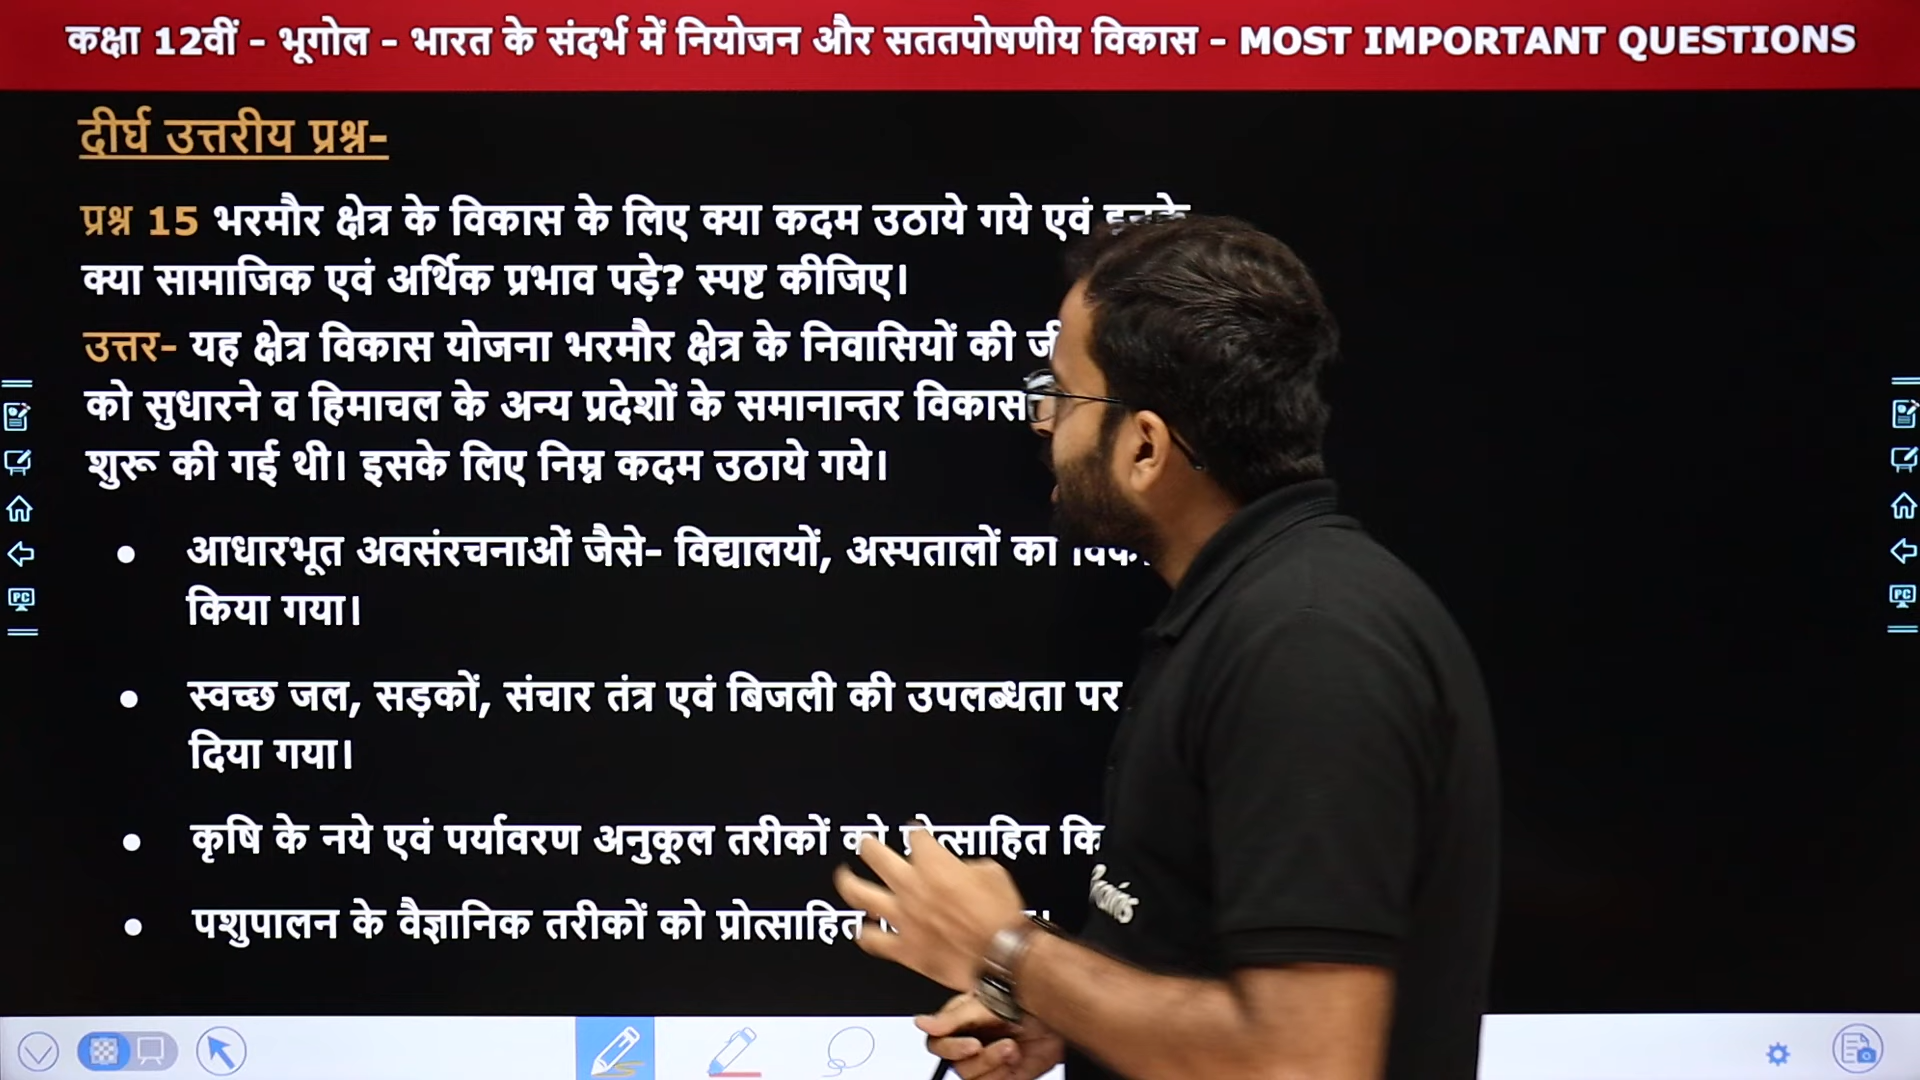 कक्षा 12वीं - भूगोल - भारत के संदर्भ में नियोजन और सततपोषणीय विकास - MOST IMPORTANT QUESTIONS
दीर्घ उत्तरीय प्रश्न-
प्रश्न 15 भरमौर क्षेत्र के विकास के लिए क्या कदम उठाये गये एवं इनके
क्या सामाजिक एवं अर्थिक प्रभाव पड़े? स्पष्ट कीजिए।
उत्तर- यह क्षेत्र विकास योजना भरमौर क्षेत्र के निवासियों की
को सुधारने व हिमाचल के अन्य प्रदेशों के समानान्तर विकास
शुरू की गई थी। इसके लिए निम्न कदम उठाये गये।
• आधारभूत अवसंरचनाओं जैसे- विद्यालयों, अस्पतालों का
किया गया।
• स्वच्छ जल, सड़कों, संचार तंत्र एवं बिजली की उपलब्धता पर
दिया गया।
• कृषि के नये एवं पर्यावरण अनुकूल तरीकों को प्रोत्साहित
• पशुपालन के वैज्ञानिक तरीकों को प्रोत्साहित
PC
PC